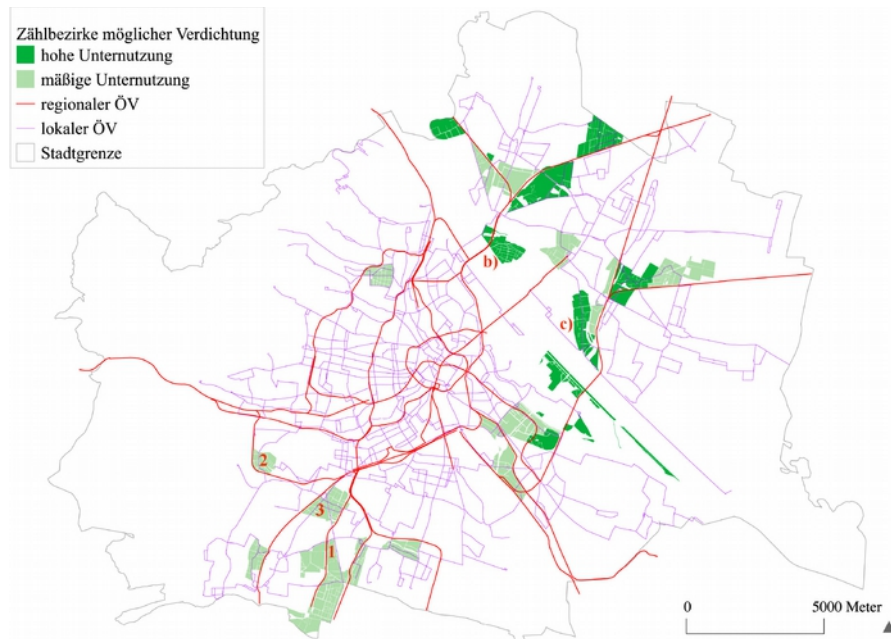 Zählbezirke möglicher Verdichtung
hohe Unternutzung
mäßige Unternutzung
regionaler ÖV
lokaler ÖV
Stadtgrenze
b)
c)
2
3
1
0 5000 Meter